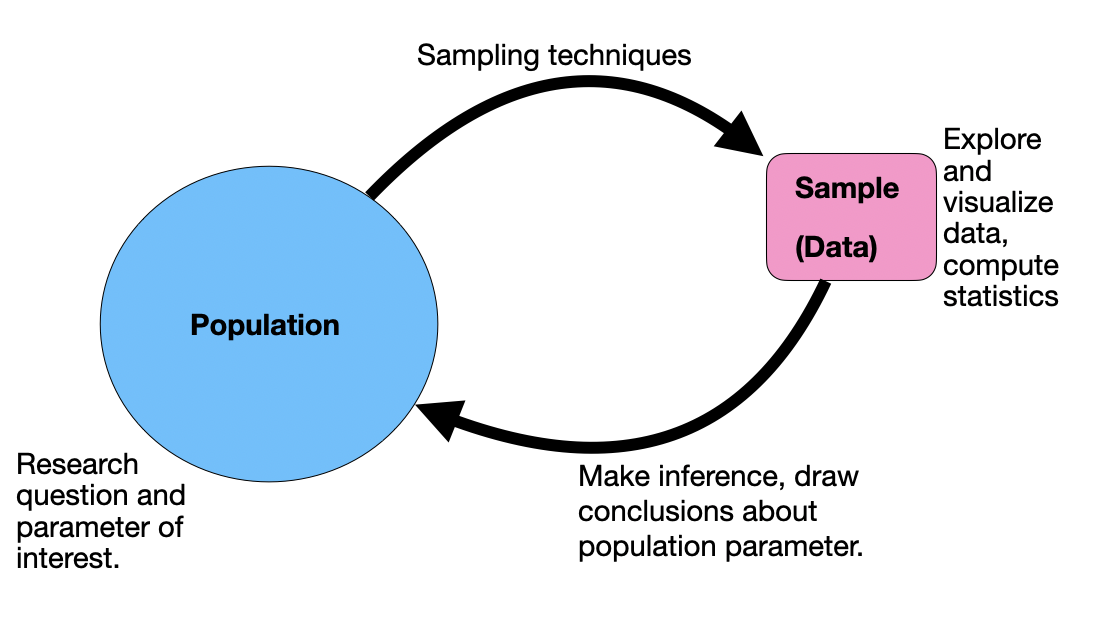 Sampling techniques
Sample
(Data)
Explore
and
visualize
data,
compute
statistics
Population
Research
question and
parameter of
interest.
Make inference, draw
conclusions about
population parameter.